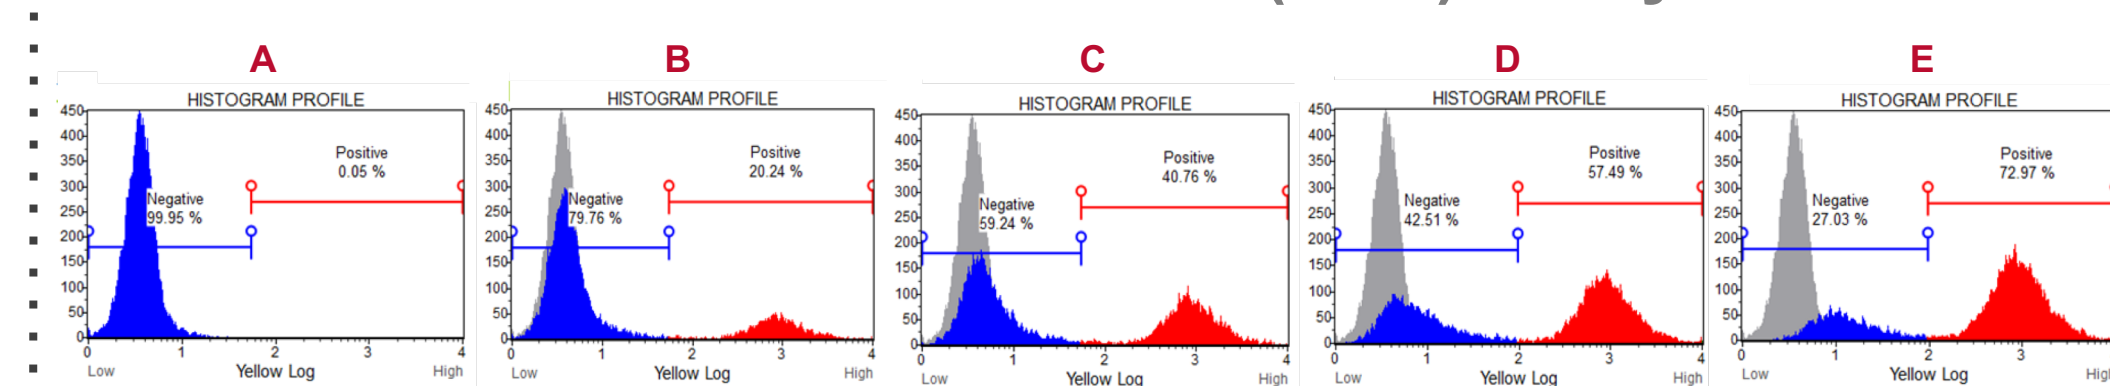 A
HISTOGRAM PROFILE
450
400
350
300
250
200
150
100
50
0
Negative
99.95 %
Positive
0.05 %
0 1 2 3 4
Low Yellow Log High
B
HISTOGRAM PROFILE
450
400
350
300
250
200
150
100
50
0
Negative
79.76 %
Positive
20.24 %
0 1 2 3 4
Low Yellow Log High
C
HISTOGRAM PROFILE
450
400
350
300
250
200
150
100
50
0
Negative
59.24 %
Positive
40.76 %
0 1 2 3 4
Low Yellow Log High
D
HISTOGRAM PROFILE
450
400
350
300
250
200
150
100
50
0
Negative
42.51 %
Positive
57.49 %
0 1 2 3 4
Low Yellow Log High
E
HISTOGRAM PROFILE
450
400
350
300
250
200
150
100
50
0
Negative
27.03 %
Positive
72.97 %
0 1 2 3
Low Yellow Log